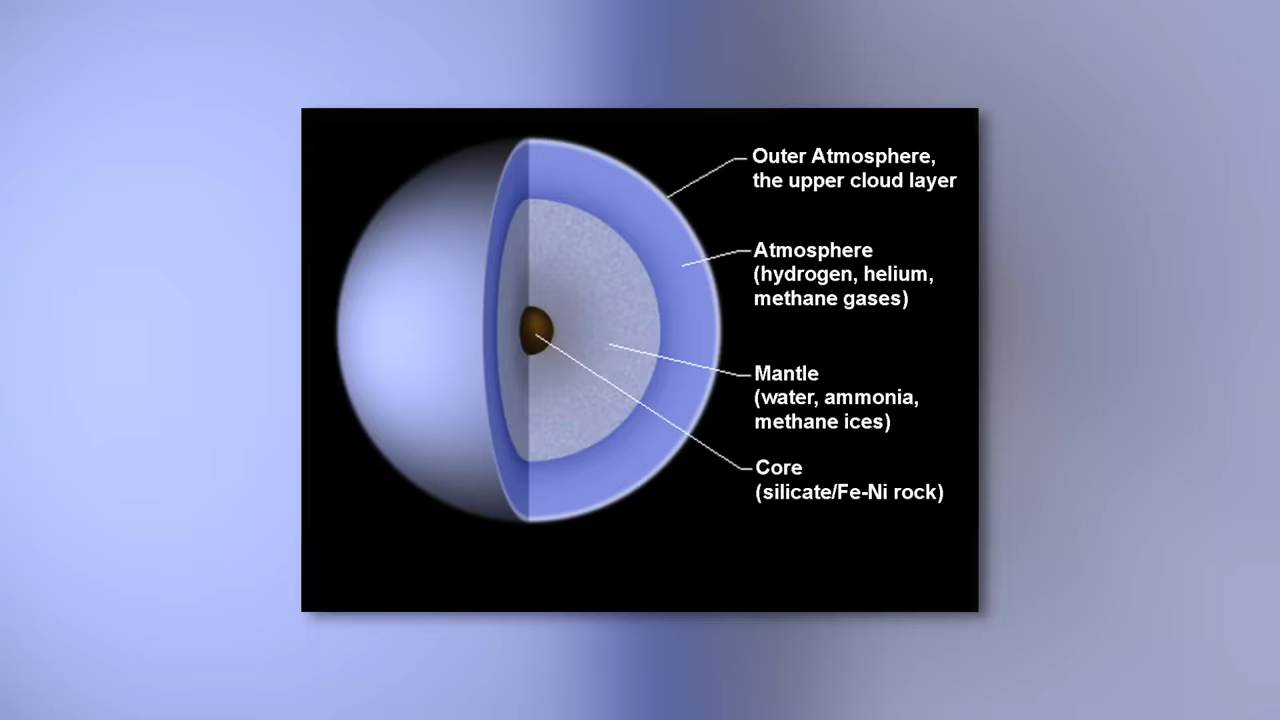 Outer Atmosphere,
the upper cloud layer
Atmosphere
(hydrogen, helium,
methane gases)
Mantle
(water, ammonia,
methane ices)
Core
(silicate/Fe-Ni rock)